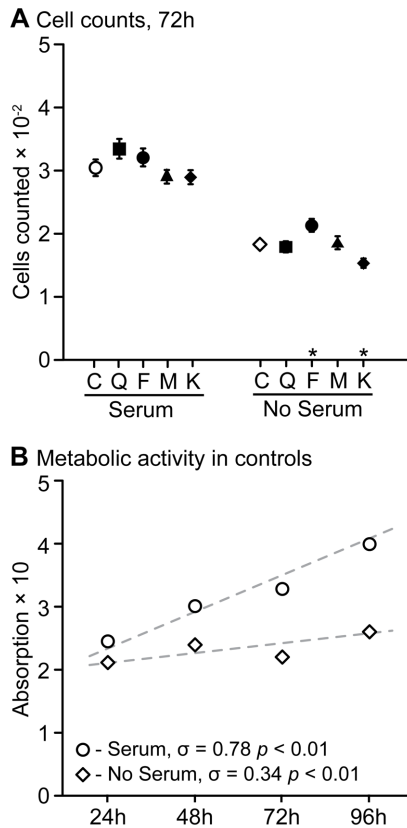 A Cell counts, 72h
5
4
3
2
1
0
Cells counted × 10⁻²
* *
C Q F M K C Q F M K
Serum No Serum
B Metabolic activity in controls
5
4
3
2
1
0
Absorption × 10
- Serum, σ = 0.78 p < 0.01
- No Serum, σ = 0.34 p < 0.01
24h 48h 72h 96h